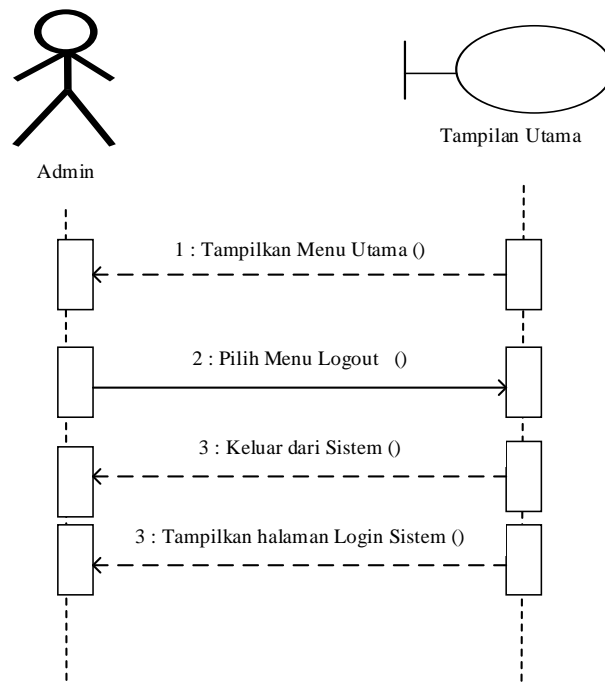 Admin
Tampilan Utama
1 : Tampilkan Menu Utama ()
2 : Pilih Menu Logout ()
3 : Keluar dari Sistem ()
3 : Tampilkan halaman Login Sistem ()